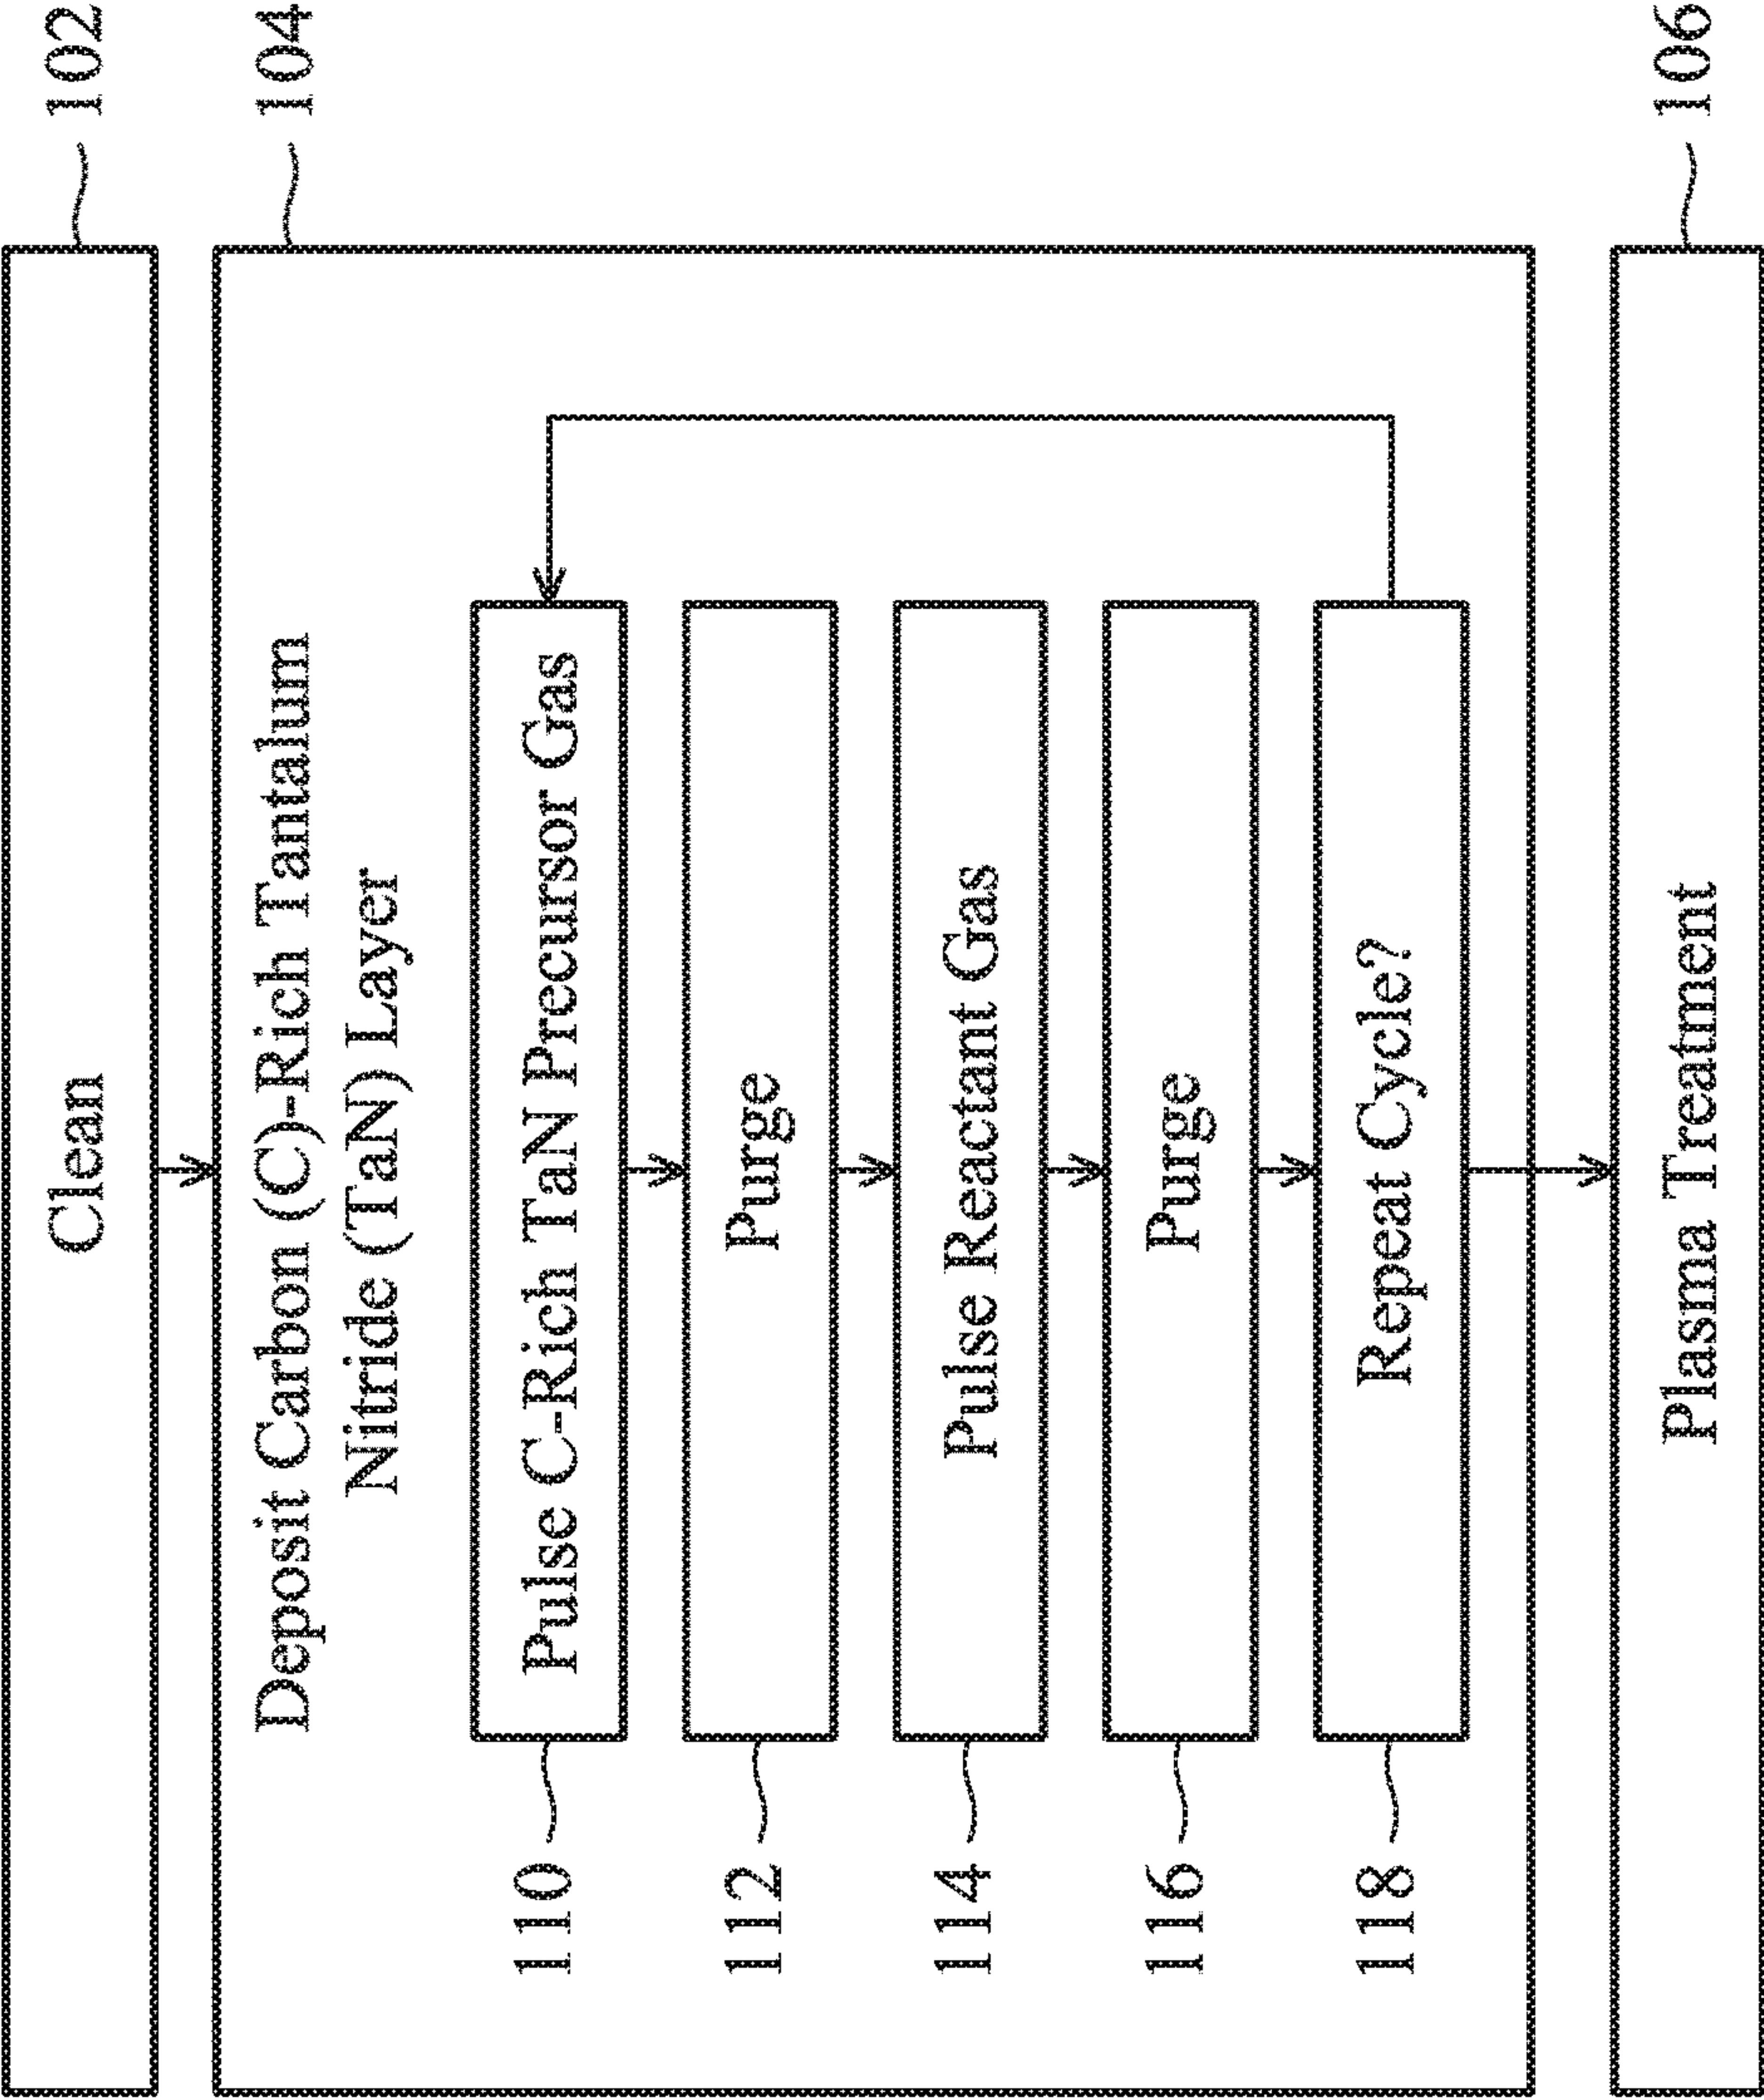 Clean
102
Deposit Carbon (C)-Rich Tantalum
Nitride (TaN) Layer
104
110
Pulse C-Rich TaN Precursor Gas
112
Purge
114
Pulse Reactant Gas
116
Purge
118
Repeat Cycle?
Plasma Treatment
106